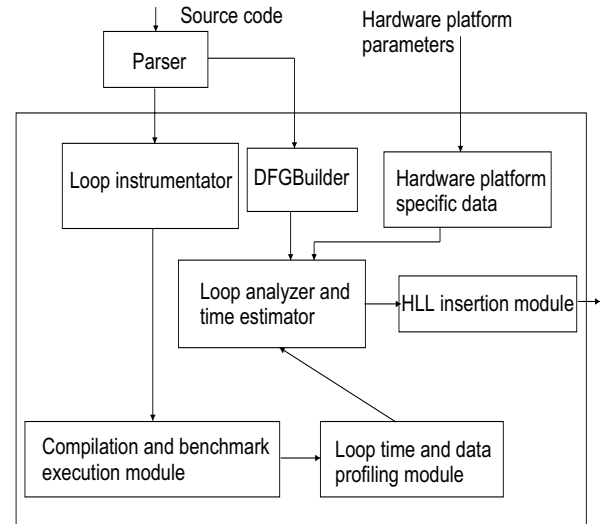 Source code
Hardware platform
parameters
Parser
Loop instrumentator
DFGBuilder
Hardware platform
specific data
Loop analyzer and
time estimator
HLL insertion module
Compilation and benchmark
execution module
Loop time and data
profiling module